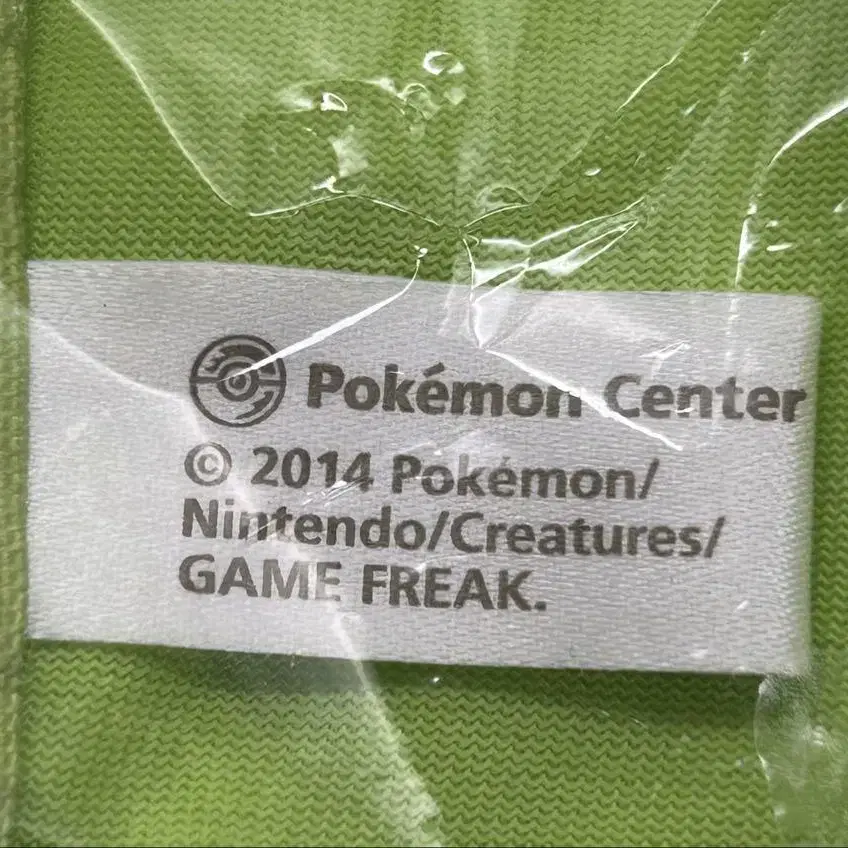 Pokémon Center
© 2014 Pokémon/
Nintendo/Creatures/
GAME FREAK.